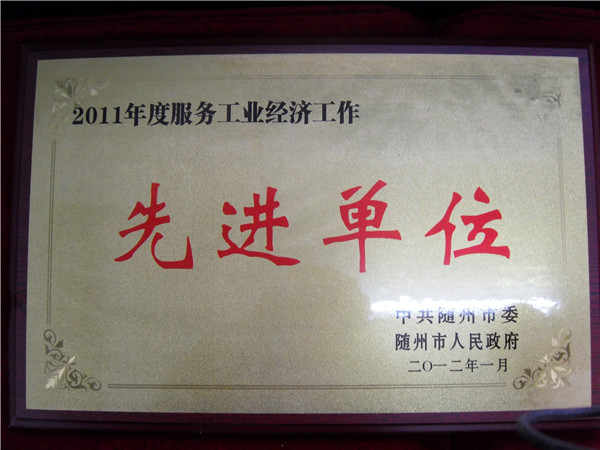 2011年度服务工业经济工作
先进单位
中共随州市委
随州市人民政府
二〇一二年一月